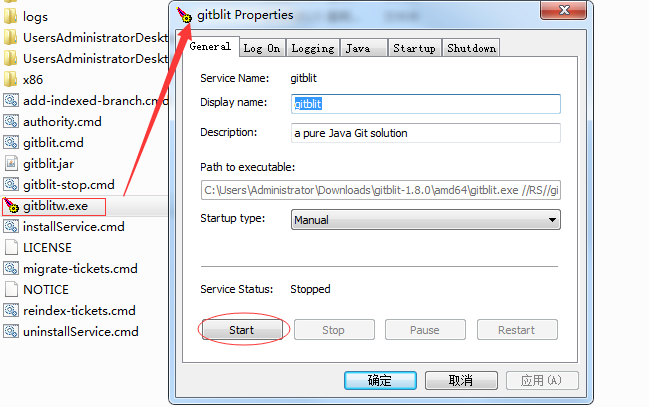 logs
UsersAdministratorDeskt
UsersAdministratorDeskt
x86
add-indexed-branch.cmd
authority.cmd
gitblit.cmd
gitblit.jar
gitblit-stop.cmd
gitblitw.exe
installService.cmd
LICENSE
migrate-tickets.cmd
NOTICE
reindex-tickets.cmd
uninstallService.cmd
gitblit Properties
General
Log On
Logging
Java
Startup
Shutdown
Service Name: gitblit
Display name: gitblit
Description: a pure Java Git solution
Path to executable:
C:\Users\Administrator\Downloads\gitblit-1.8.0\amd64\gitblit.exe //RS//gi
Startup type: Manual
Service Status: Stopped
Start
Stop
Pause
Restart
确定
取消
应用(A)